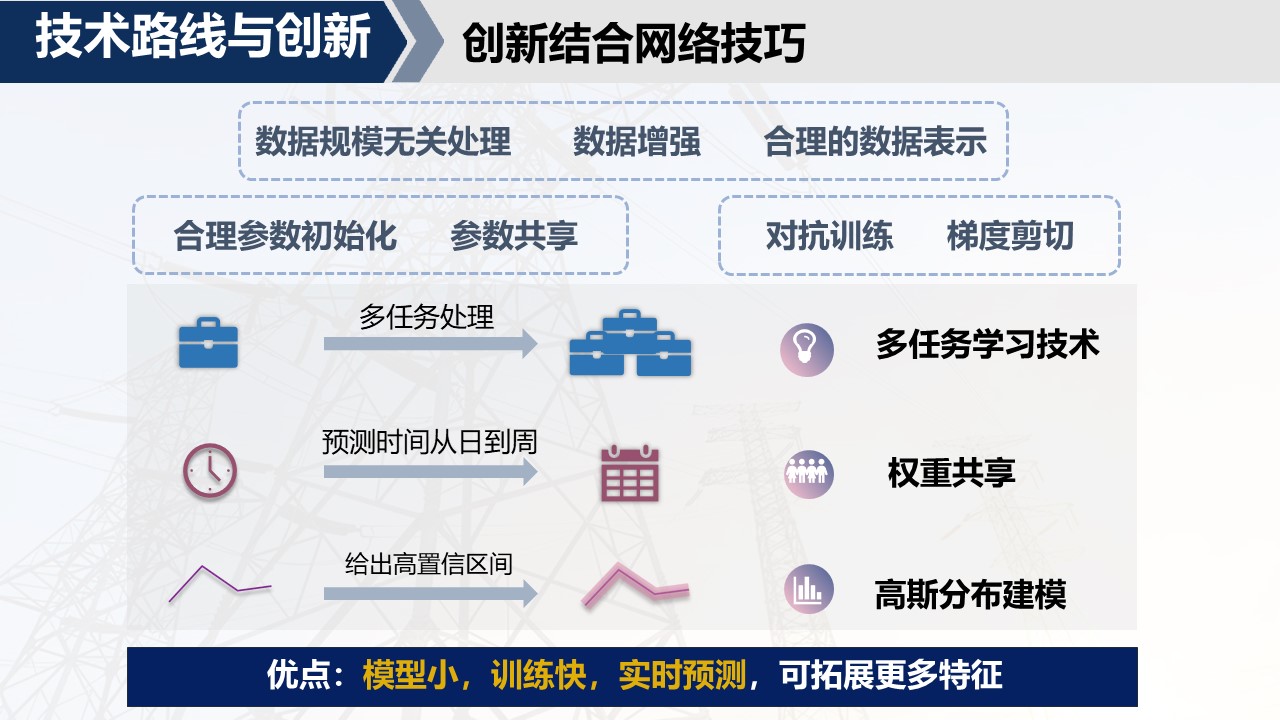 技术路线与创新
创新结合网络技巧
数据规模无关处理 数据增强 合理的数据表示
合理参数初始化 参数共享
对抗训练 梯度剪切
多任务处理
多任务学习技术
预测时间从日到周
权重共享
给出高置信区间
高斯分布建模
优点：模型小，训练快，实时预测，可拓展更多特征